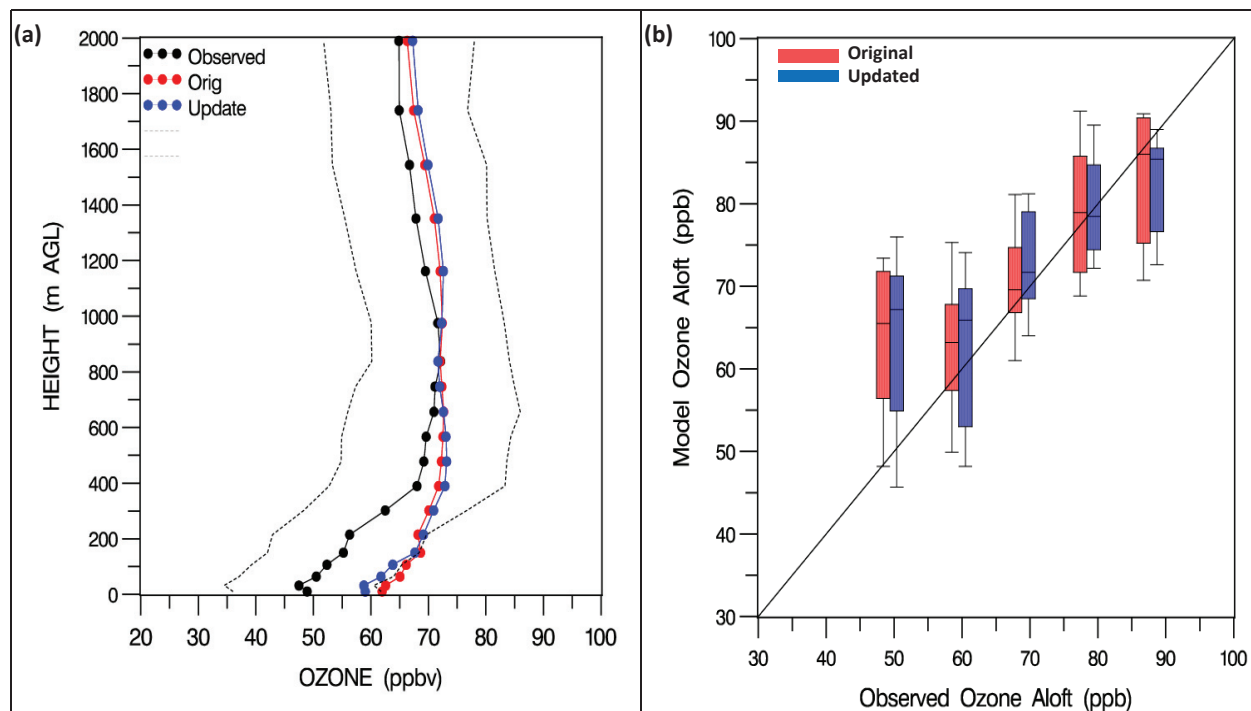 (a)
2000
1800
1600
1400
1200
1000
800
600
400
200
0
HEIGHT (m AGL)
Observed
Orig
Update
20 30 40 50 60 70 80 90 100
OZONE (ppbv)
(b)
100
90
80
70
60
50
40
30
Model Ozone Aloft (ppb)
Original
Updated
30 40 50 60 70 80 90 100
Observed Ozone Aloft (ppb)